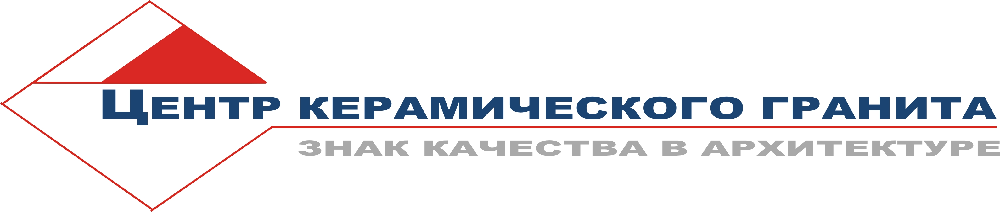 Центр керамического гранита
ЗНАК КАЧЕСТВА В АРХИТЕКТУРЕ